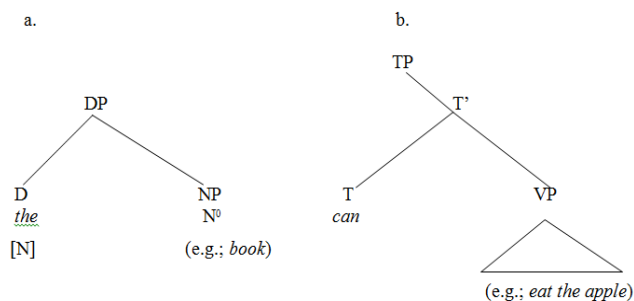 a. b.
TP
DP T’
D NP T VP
the N⁰ can
[N] (e.g.; book)
(e.g.; eat the apple)